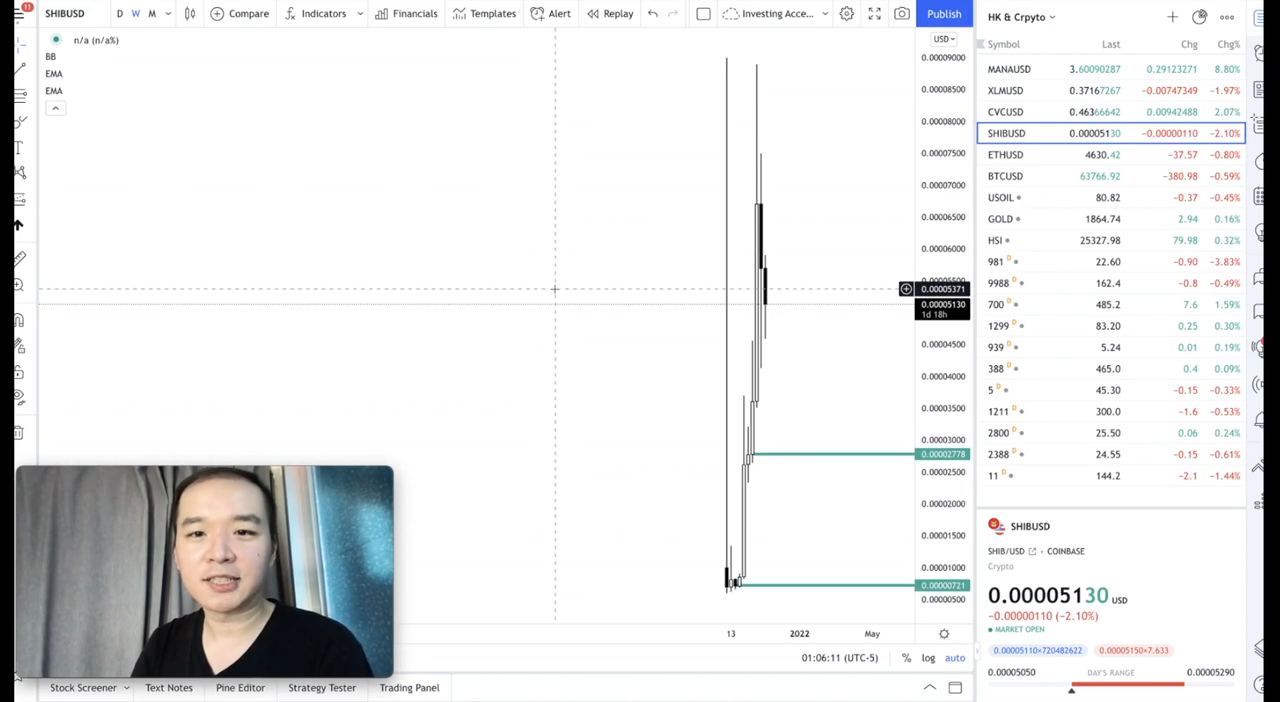 11
SHIBUSD D W M Compare Indicators Financials Templates Alert Replay Investing Acce... Publish
n/a (n/a%)
BB
EMA
EMA
USD
0.00009000
0.00008500
0.00008000
0.00007500
0.00007000
0.00006500
0.00006000
0.00005371
0.00005130
1d 18h
0.00004500
0.00004000
0.00003500
0.00003000
0.00002778
0.00002500
0.00002000
0.00001500
0.00001000
0.00000721
0.00000500
13 2022 May
01:06:11 (UTC-5) % log auto
Stock Screener Text Notes Pine Editor Strategy Tester Trading Panel
HK & Crpyto
Symbol Last Chg Chg%
MANAUSD 3.60090287 0.29123271 8.80%
XLMUSD 0.37167267 −0.00747349 −1.97%
CVCUSD 0.46366642 0.00942488 2.07%
SHIBUSD 0.00005130 −0.00000110 −2.10%
ETHUSD 4630.42 −37.57 −0.80%
BTCUSD 63766.92 −380.98 −0.59%
USOIL 80.82 −0.37 −0.45%
GOLD 1864.74 2.94 0.16%
HSI 25327.98 79.98 0.32%
981 D 22.60 −0.90 −3.83%
9988 D 162.4 −0.8 −0.49%
700 D 485.2 7.6 1.59%
1299 D 83.20 0.25 0.30%
939 D 5.24 0.01 0.19%
388 D 465.0 0.4 0.09%
5 D 45.30 −0.15 −0.33%
1211 D 300.0 −1.6 −0.53%
2800 D 25.50 0.06 0.24%
2388 D 24.55 −0.15 −0.61%
11 D 144.2 −2.1 −1.44%
SHIBUSD
SHIB/USD • COINBASE
Crypto
0.00005130 USD
−0.00000110 (−2.10%)
MARKET OPEN
0.00005110×720482622 0.00005150×7.633
0.00005050 DAY'S RANGE 0.00005290